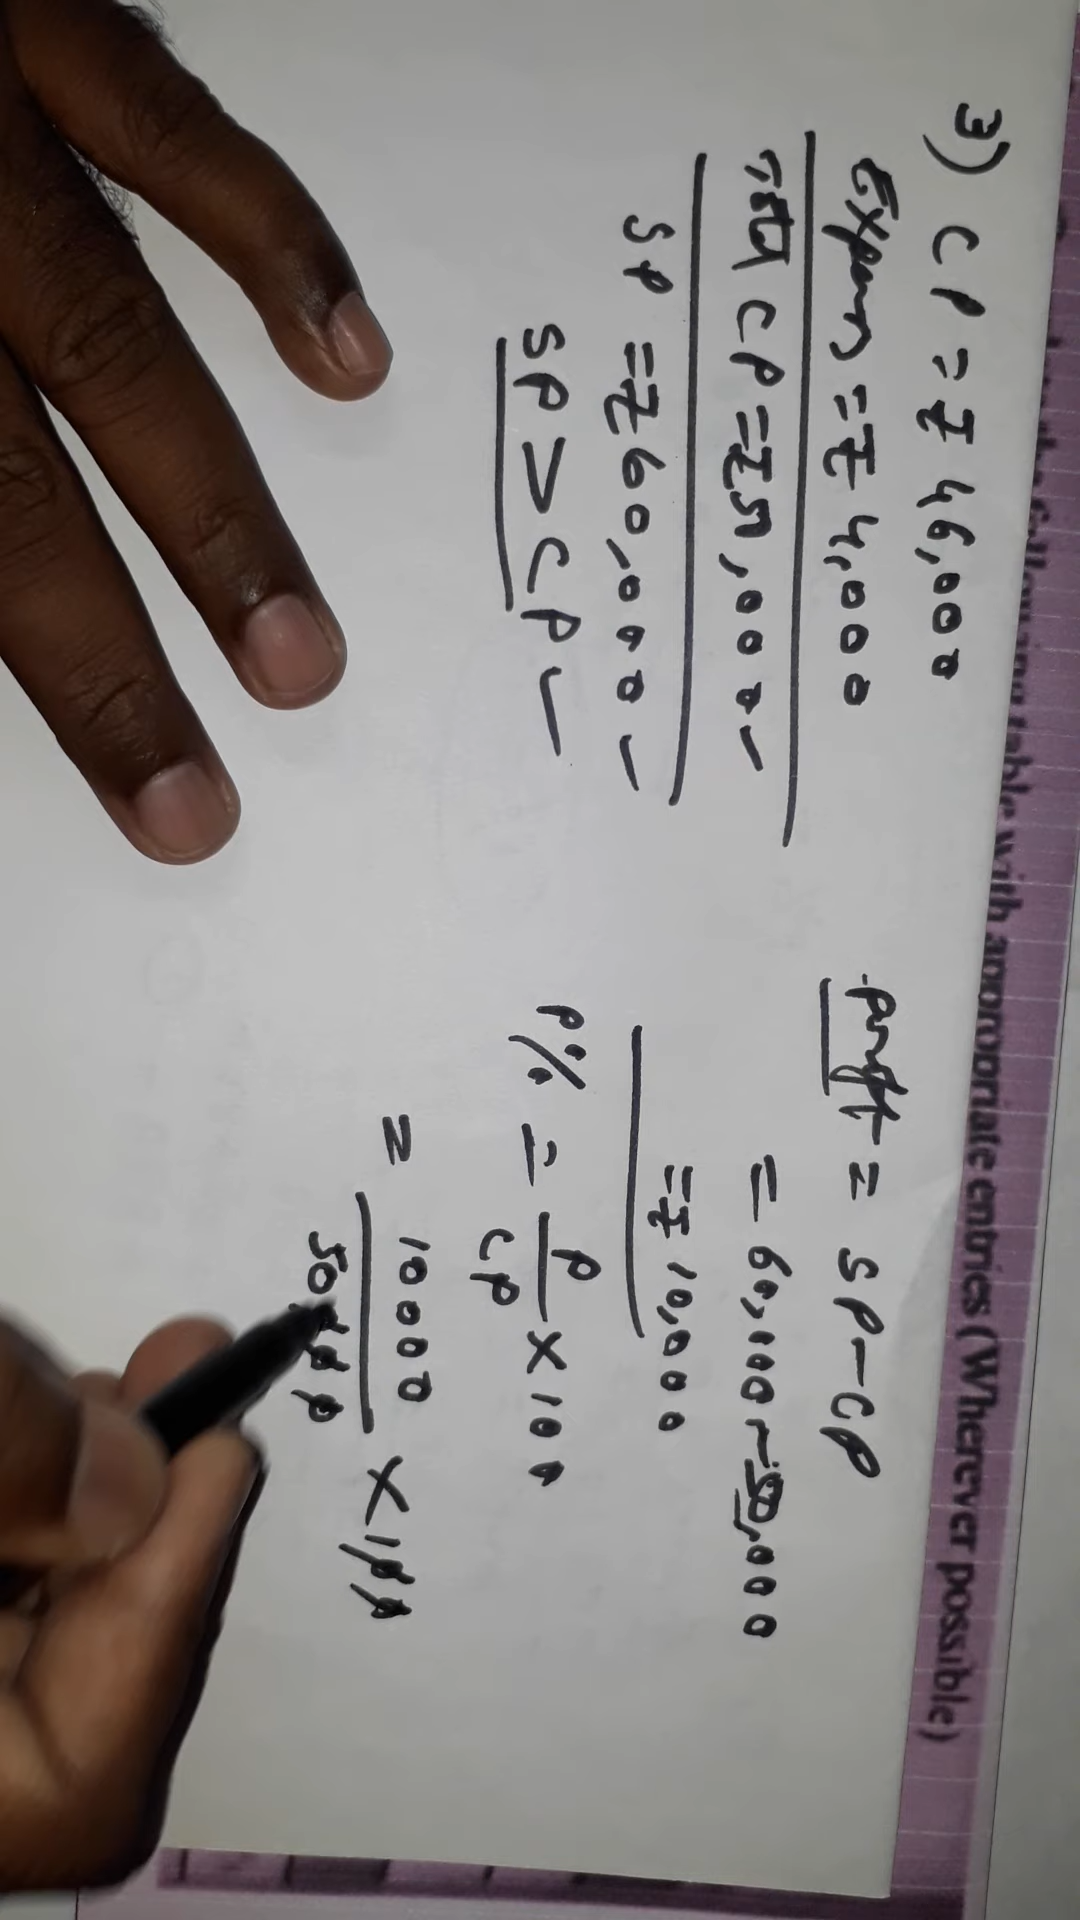 the following table with appropriate entries (Wherever possible)
3) CP = ₹ 46,000
Expens = ₹ 4,000
Total CP = ₹ 50,000
SP = ₹ 60,000
SP > CP
Profit = SP - CP
= 60,000 - 50,000
= ₹ 10,000
P% = P/CP × 100
= 10000/50000 × 100